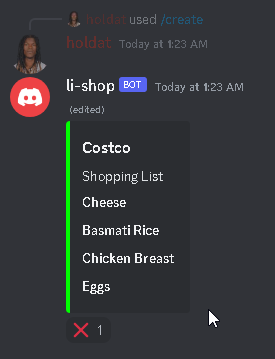 holdat used /create
holdat Today at 1:23 AM
li-shop BOT Today at 1:23 AM
(edited)
Costco
Shopping List
Cheese
Basmati Rice
Chicken Breast
Eggs
1